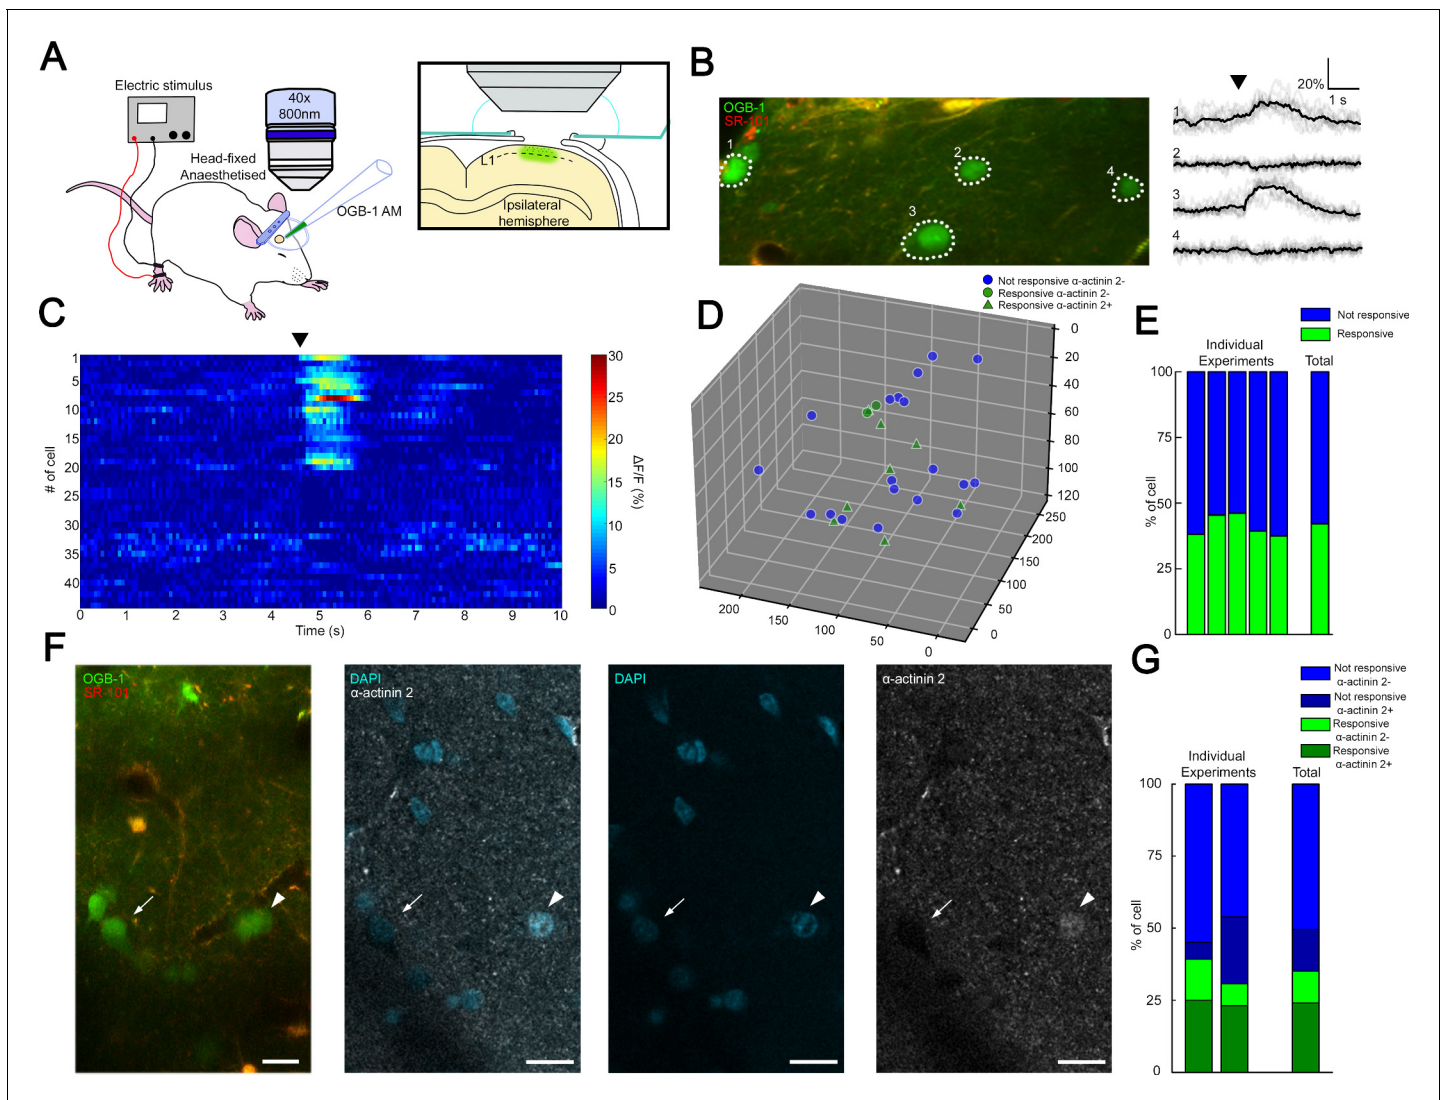 A
Electric stimulus
40x
800nm
Head-fixed
Anaesthetised
OGB-1 AM
L1
Ipsilateral
hemisphere
B
OGB-1
SR-101
1
2
3
4
20%
1 s
1
2
3
4
C
# of cell
1
5
10
15
20
25
30
35
40
0 1 2 3 4 5 6 7 8 9 10
Time (s)
30
25
20
15
10
5
0
ΔF/F (%)
D
Not responsive α-actinin 2-
Responsive α-actinin 2-
Responsive α-actinin 2+
0
20
40
60
80
100
120
250
200
150
100
50
0
200
150
100
50
0
E
Not responsive
Responsive
Individual
Experiments
Total
% of cell
100
75
50
25
0
F
OGB-1
SR-101
DAPI
α-actinin 2
DAPI
α-actinin 2
G
Not responsive
α-actinin 2-
Not responsive
α-actinin 2+
Responsive
α-actinin 2-
Responsive
α-actinin 2+
Individual
Experiments
Total
% of cell
100
75
50
25
0